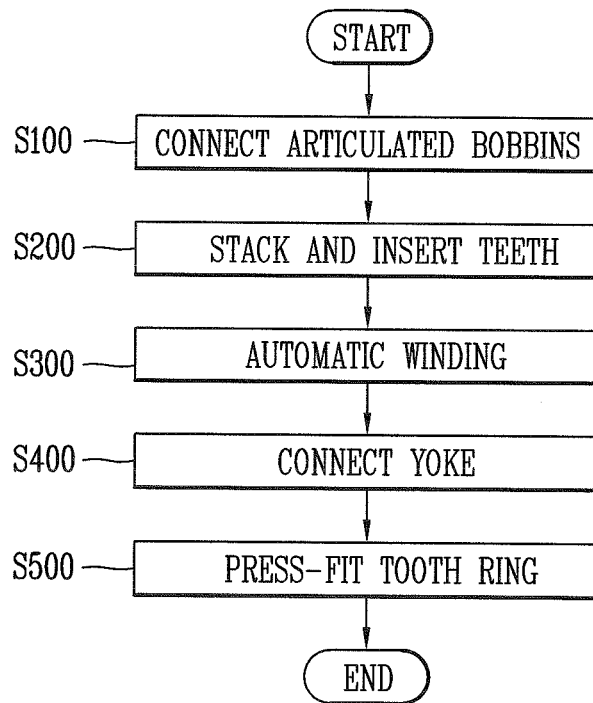 START
S100 CONNECT ARTICULATED BOBBINS
S200 STACK AND INSERT TEETH
S300 AUTOMATIC WINDING
S400 CONNECT YOKE
S500 PRESS-FIT TOOTH RING
END